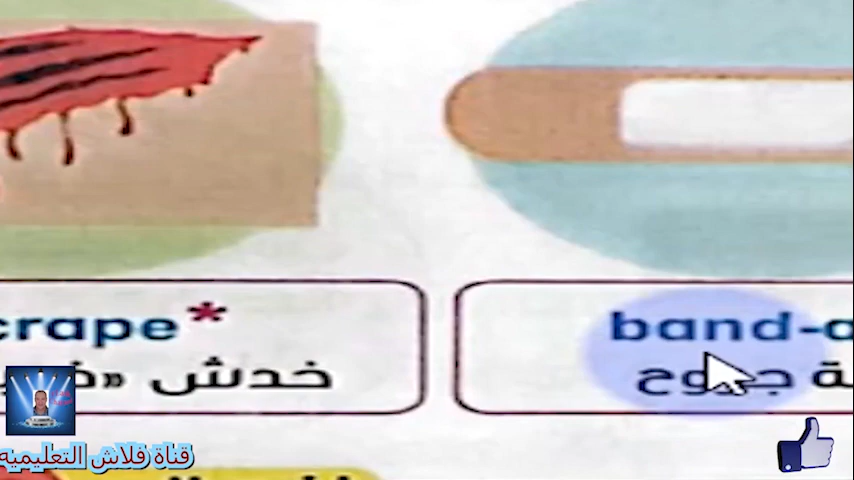 crape*
band-a
خدش
جروح
قناة فلاش التعليمية